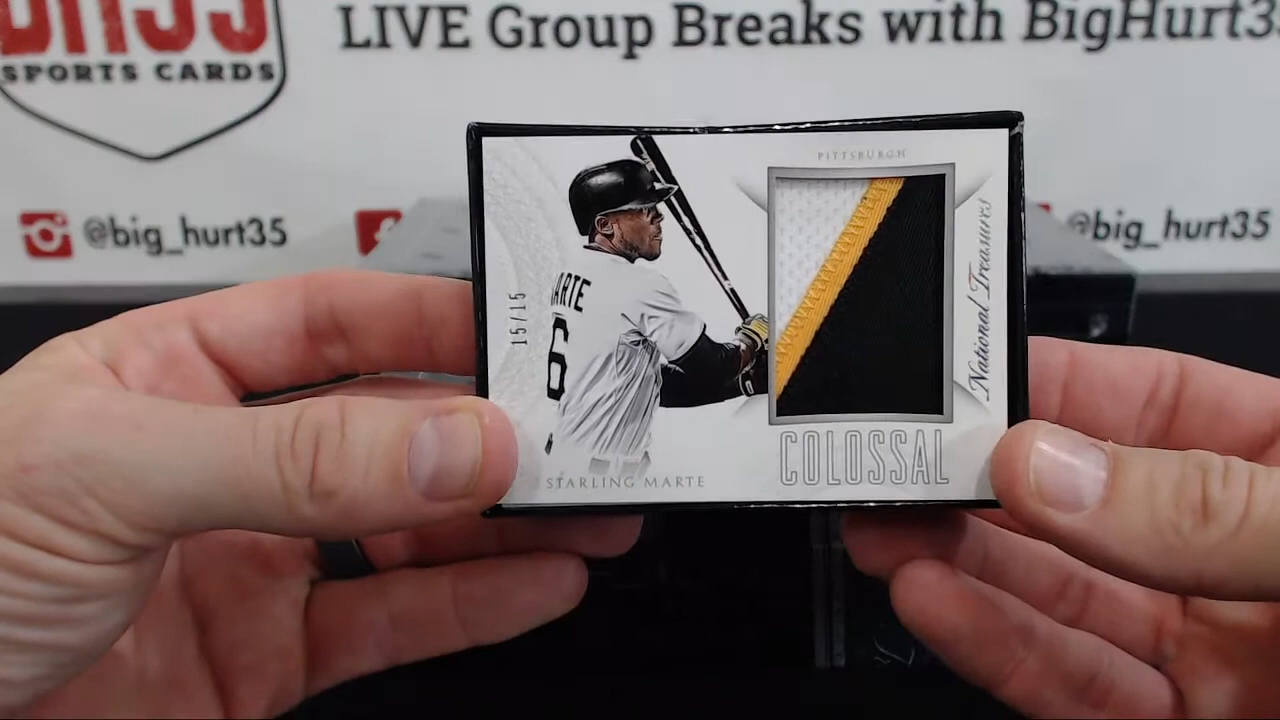 SPORTS CARDS
LIVE Group Breaks with BigHurt3
@big_hurt35
@big_hurt35
PITTSBURGH
ARTE
6
15/15
National Treasures
COLOSSAL
STARLING MARTE